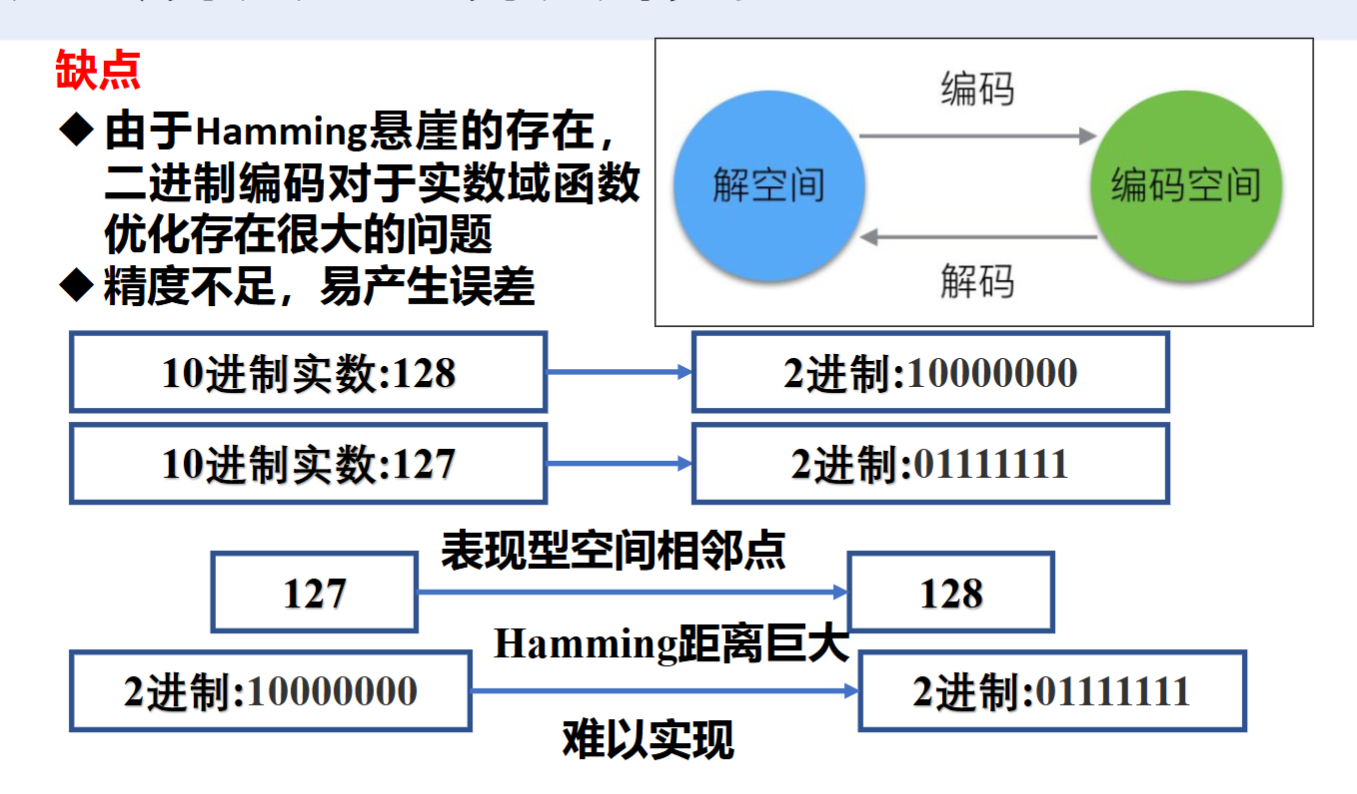 缺点
◆ 由于Hamming悬崖的存在，
二进制编码对于实数域函数
优化存在很大的问题
◆ 精度不足，易产生误差
编码
解空间
编码空间
解码
10进制实数:128
2进制:10000000
10进制实数:127
2进制:01111111
表现型空间相邻点
127
128
Hamming距离巨大
2进制:10000000
2进制:01111111
难以实现